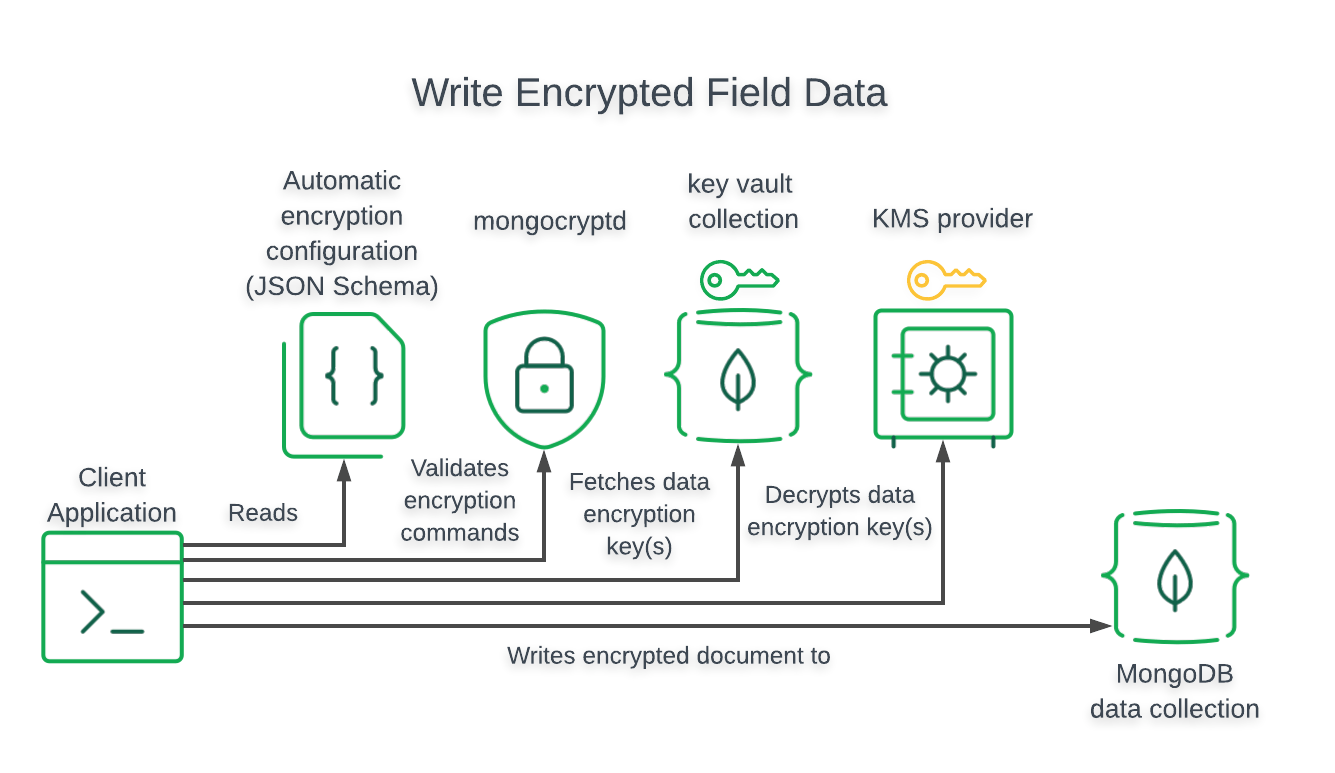 Write Encrypted Field Data
Automatic
encryption
configuration
(JSON Schema)
mongocryptd
key vault
collection
KMS provider
{ }
Client
Application
>_
Reads
Validates
encryption
commands
Fetches data
encryption
key(s)
Decrypts data
encryption key(s)
Writes encrypted document to
MongoDB
data collection